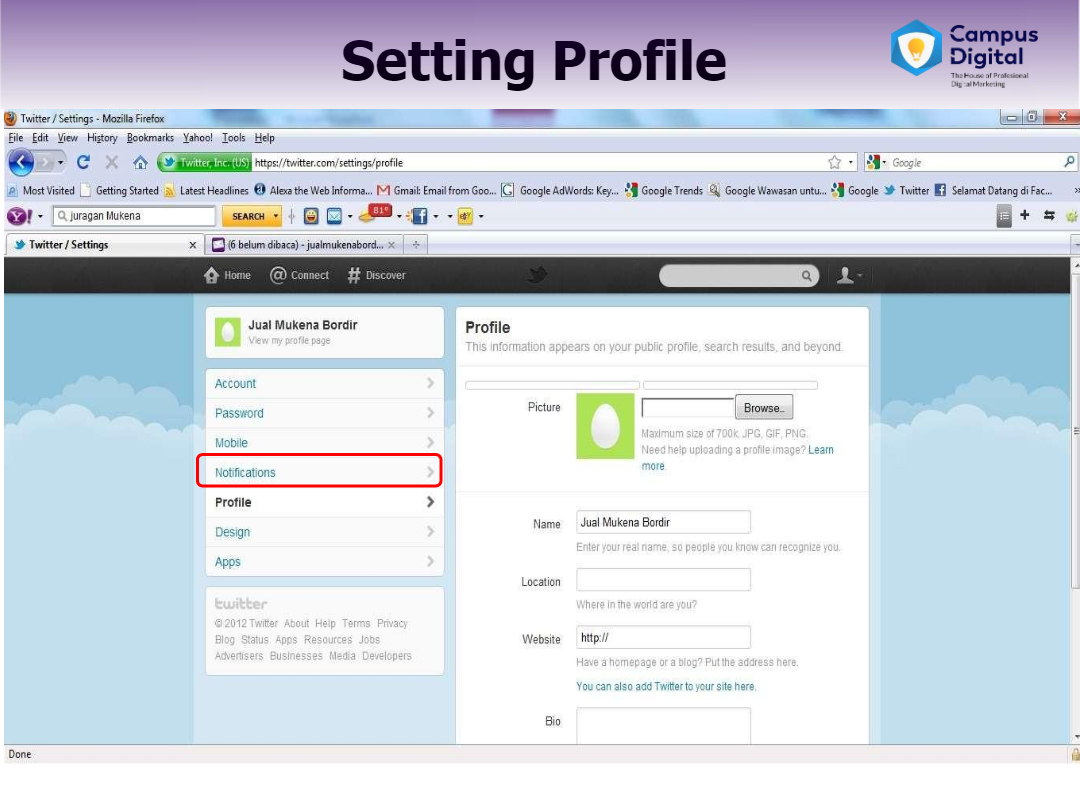 Setting Profile
Campus
Digital
The House of Profesional
Digital Marketing
Twitter / Settings - Mozilla Firefox
File Edit View History Bookmarks Yahoo! Tools Help
Twitter, Inc. (US) https://twitter.com/settings/profile
Google
Most Visited Getting Started Latest Headlines Alexa the Web Informa... Gmail: Email from Goo... Google AdWords: Key... Google Trends Google Wawasan untu... Google Twitter Selamat Datang di Fac... »
juragan Mukena SEARCH 81°
Twitter / Settings x (6 belum dibaca) - jualmukenabord... x
Home @ Connect # Discover
Jual Mukena Bordir
View my profile page
Account
Password
Mobile
Notifications
Profile
Design
Apps
twitter
© 2012 Twitter About Help Terms Privacy
Blog Status Apps Resources Jobs
Advertisers Businesses Media Developers
Profile
This information appears on your public profile, search results, and beyond.
Picture Browse..
Maximum size of 700k. JPG, GIF, PNG.
Need help uploading a profile image? Learn
more.
Name Jual Mukena Bordir
Enter your real name, so people you know can recognize you.
Location
Where in the world are you?
Website http://
Have a homepage or a blog? Put the address here.
You can also add Twitter to your site here.
Bio
Done